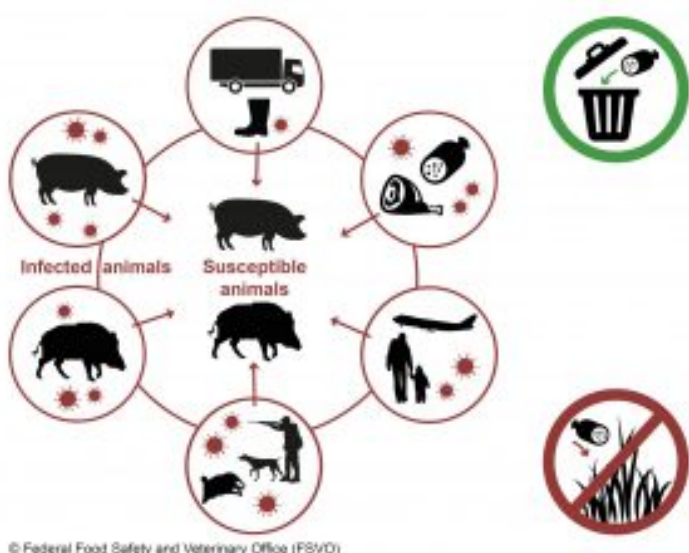 Infected animals
Susceptible
animals
© Federal Food Safety and Veterinary Office (FSVO)